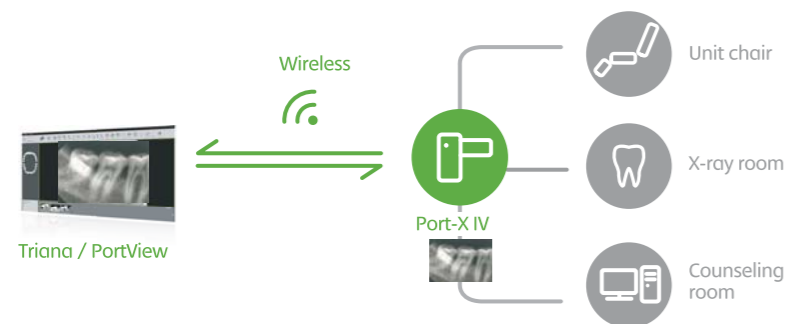 Wireless
Unit chair
X-ray room
Port-X IV
Triana / PortView
Counseling
room